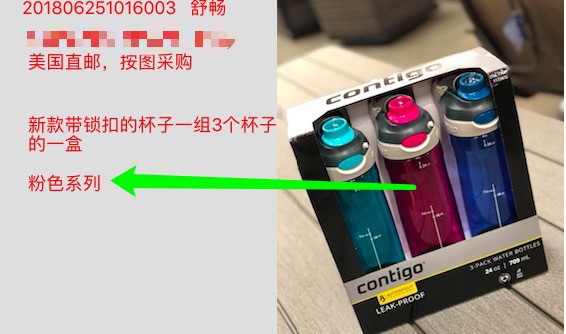 201806251016003 舒畅
美国直邮，按图采购
新款带锁扣的杯子一组3个杯子
的一盒
粉色系列
contigo
contigo
AUTOSPOUT
LEAK-PROOF
3-PACK WATER BOTTLES
24 oz | 709 mL